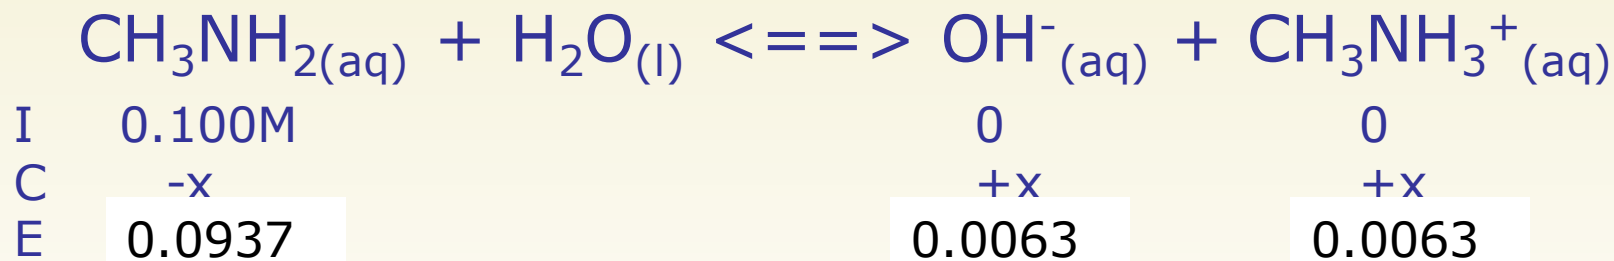 CH₃NH₂(aq) + H₂O(l) <==> OH⁻(aq) + CH₃NH₃⁺(aq)
I 0.100M 0 0
C -x +x +x
E 0.0937 0.0063 0.0063